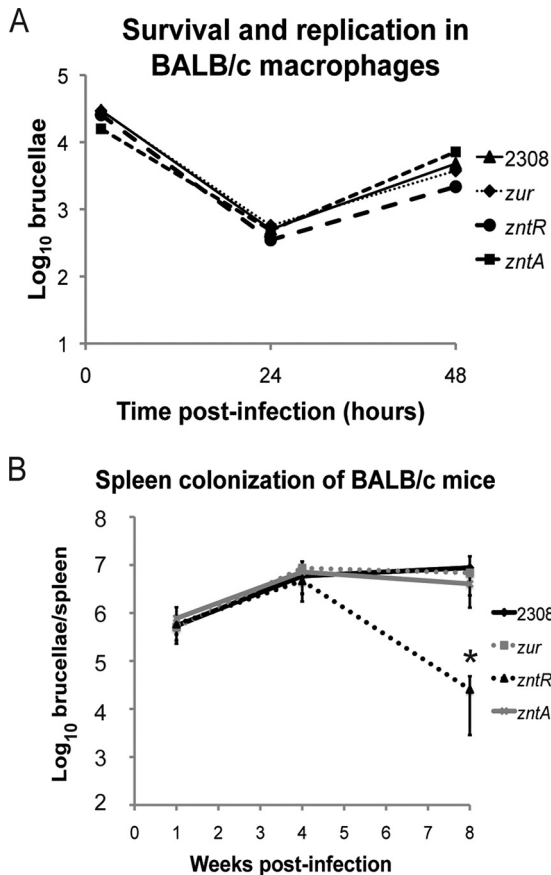 A
Survival and replication in
BALB/c macrophages
5
4
3
2
1
0
24
48
Log10 brucellae
Time post-infection (hours)
2308
zur
zntR
zntA
B
Spleen colonization of BALB/c mice
8
7
6
5
4
3
2
0 1 2 3 4 5 6 7 8
*
Log10 brucellae/spleen
Weeks post-infection
2308
zur
zntR
zntA